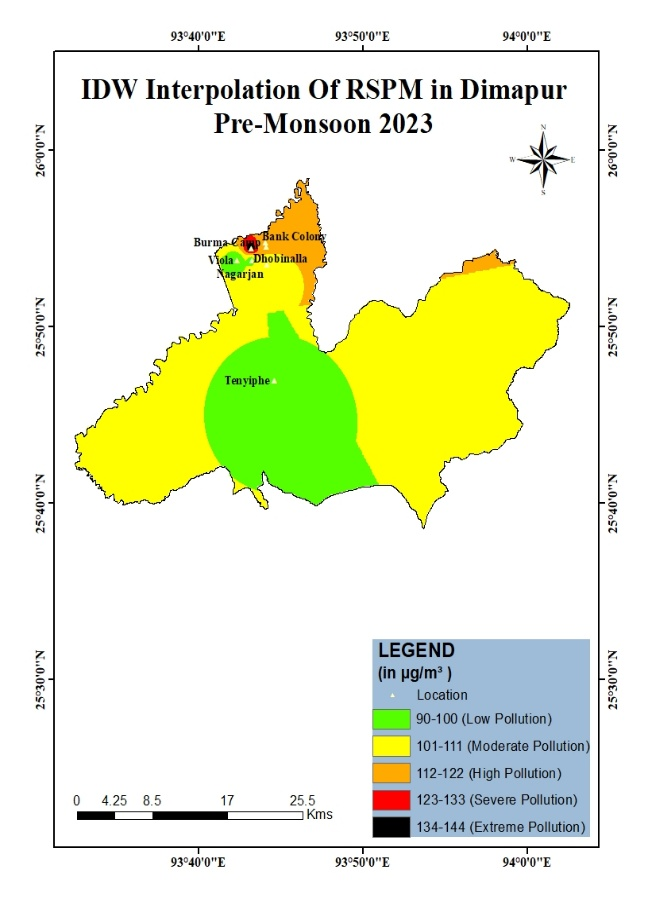 93°40'0"E 93°50'0"E 94°0'0"E
IDW Interpolation Of RSPM in Dimapur
Pre-Monsoon 2023
N
W E
S
26°0'0"N 26°0'0"N
Burma Camp Bank Colony
Viola Dhobinalla
Nagarjan
25°50'0"N 25°50'0"N
Tenyiphe
25°40'0"N 25°40'0"N
25°30'0"N 25°30'0"N
LEGEND
(in µg/m³ )
Location
90-100 (Low Pollution)
101-111 (Moderate Pollution)
112-122 (High Pollution)
123-133 (Severe Pollution)
134-144 (Extreme Pollution)
0 4.25 8.5 17 25.5
Kms
93°40'0"E 93°50'0"E 94°0'0"E